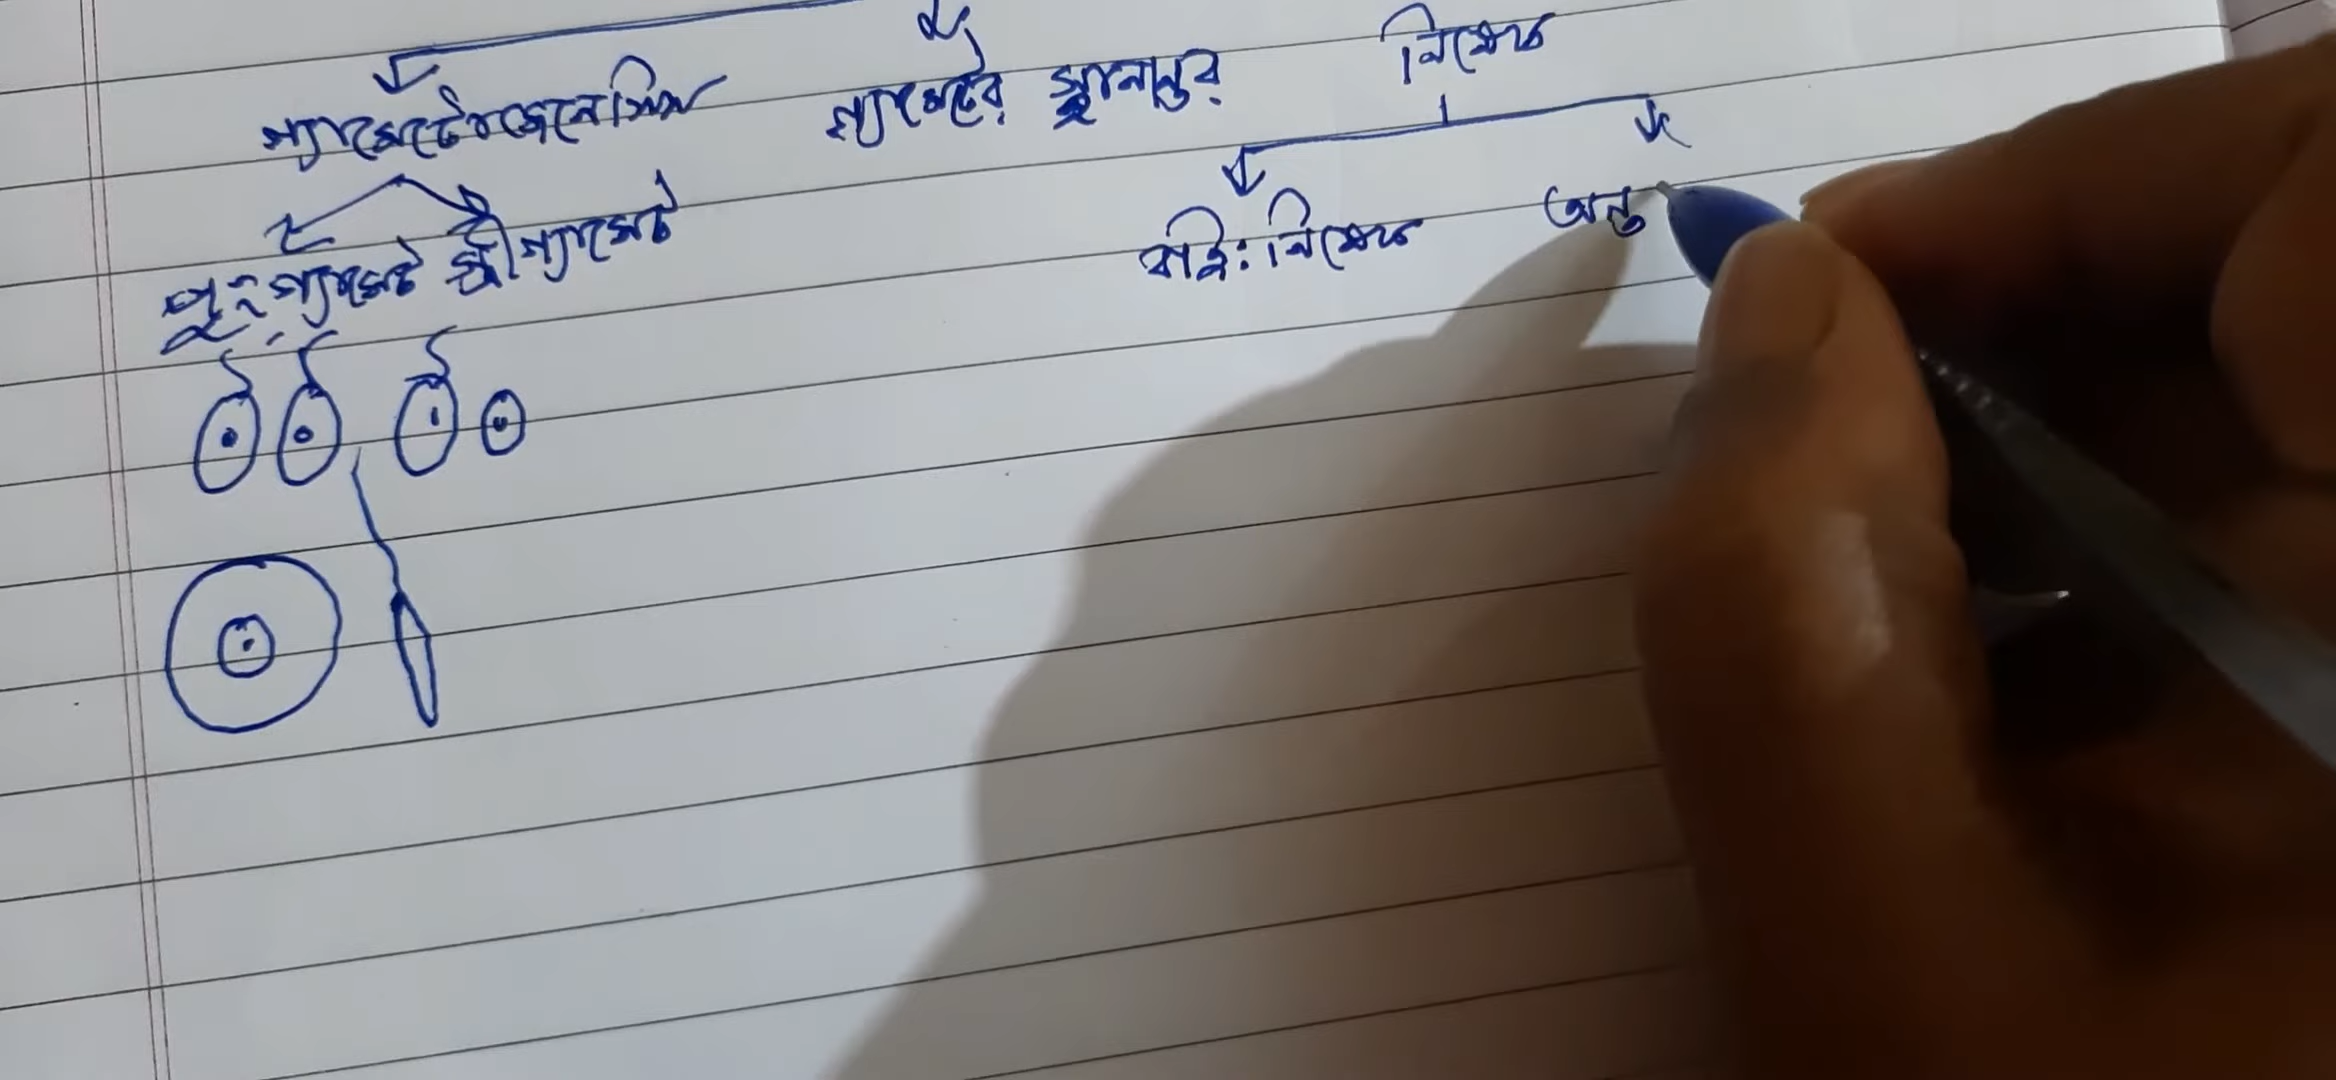 গ্যামেটোজেনেসিস গ্যামেটের স্থানান্তর নিষেক
পুংগ্যামেট স্ত্রীগ্যামেট বহিঃনিষেক অন্ত